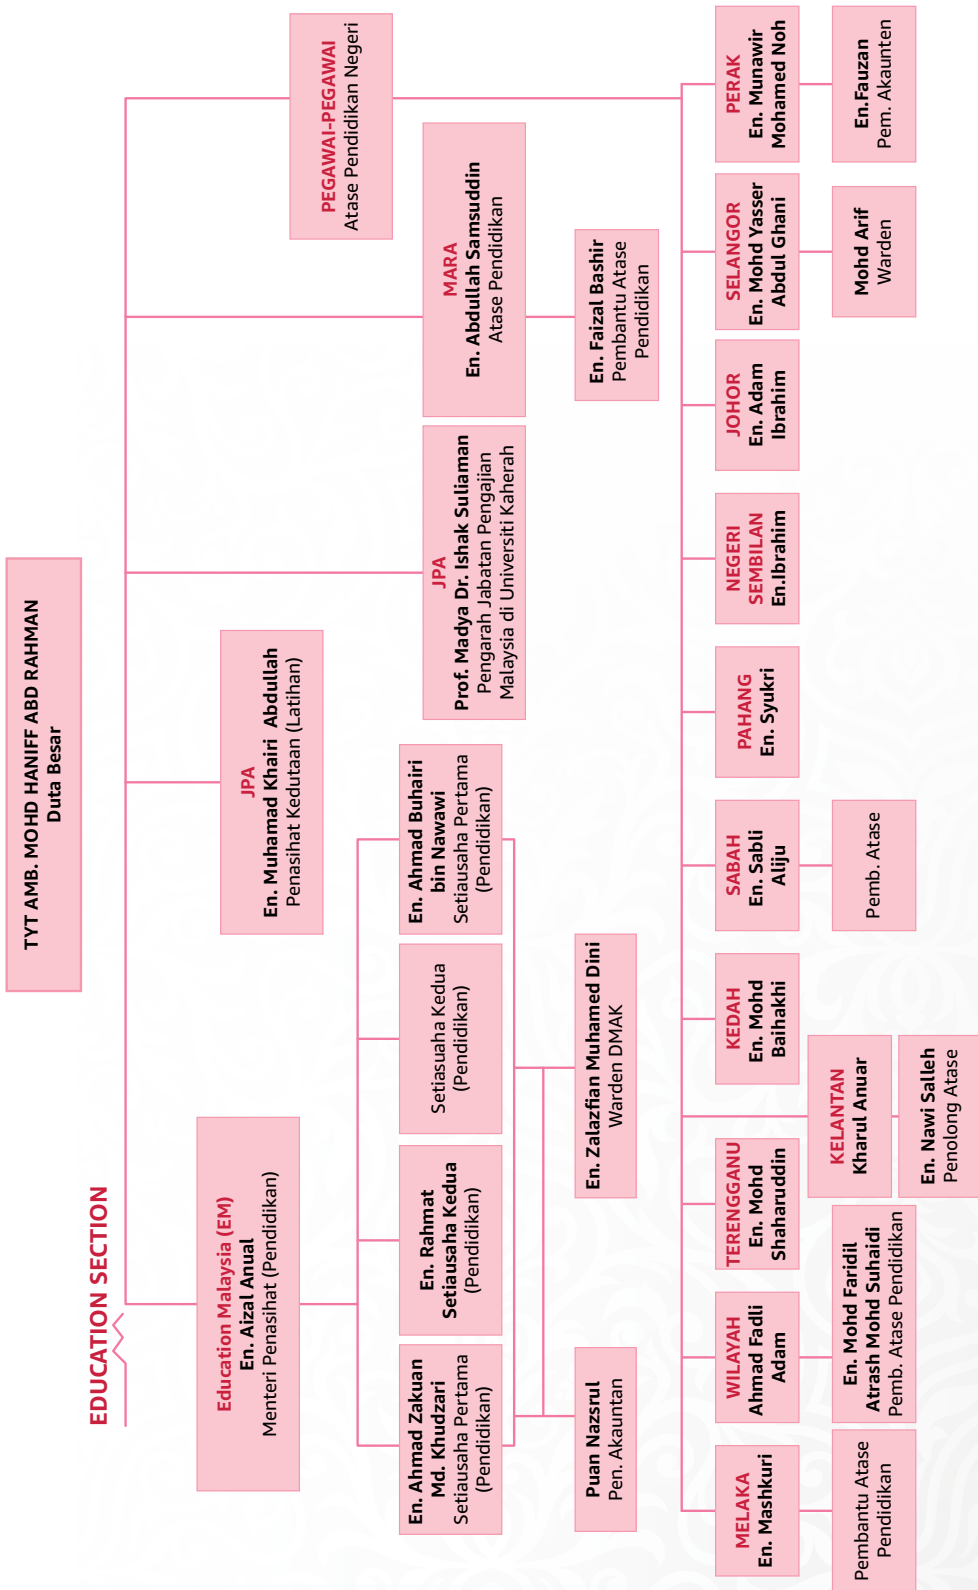 TYT AMB. MOHD HANIFF ABD RAHMAN
Duta Besar
EDUCATION SECTION
Education Malaysia (EM)
En. Aizal Anual
Menteri Penasihat (Pendidikan)
JPA
En. Muhamad Khairi Abdullah
Penasihat Kedutaan (Latihan)
JPA
Prof. Madya Dr. Ishak Suliaman
Pengarah Jabatan Pengajian
Malaysia di Universiti Kaherah
MARA
En. Abdullah Samsuddin
Atase Pendidikan
PEGAWAI-PEGAWAI
Atase Pendidikan Negeri
En. Ahmad Zakuan
Md. Khudzari
Setiausaha Pertama
(Pendidikan)
En. Rahmat
Setiausaha Kedua
(Pendidikan)
Setiasuaha Kedua
(Pendidikan)
En. Ahmad Buhairi
bin Nawawi
Setiausaha Pertama
(Pendidikan)
Puan Nazsrul
Pen. Akauntan
En. Zalazfian Muhamed Dini
Warden DMAK
En. Faizal Bashir
Pembantu Atase
Pendidikan
MELAKA
En. Mashkuri
WILAYAH
Ahmad Fadli
Adam
TERENGGANU
En. Mohd
Shaharuddin
KELANTAN
Kharul Anuar
KEDAH
En. Mohd
Baihakhi
SABAH
En. Sabli
Aliju
PAHANG
En. Syukri
NEGERI
SEMBILAN
En.Ibrahim
JOHOR
En. Adam
Ibrahim
SELANGOR
En. Mohd Yasser
Abdul Ghani
PERAK
En. Munawir
Mohamed Noh
Pembantu Atase
Pendidikan
En. Mohd Faridil
Atrash Mohd Suhaidi
Pemb. Atase Pendidikan
En. Nawi Salleh
Penolong Atase
Pemb. Atase
Mohd Arif
Warden
En.Fauzan
Pem. Akaunten